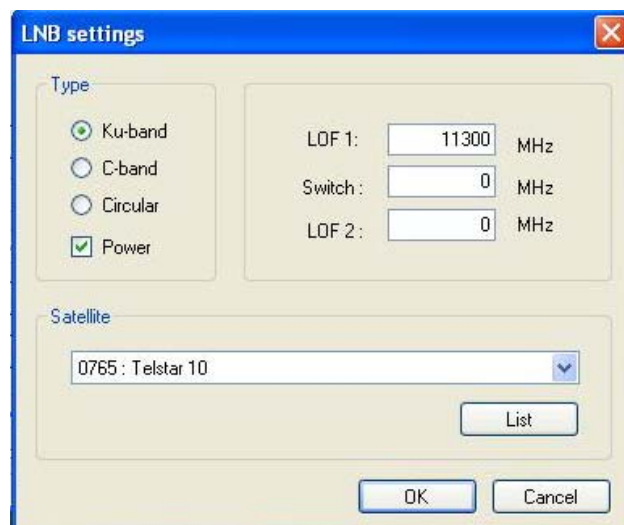 LNB settings
Type
Ku-band
C-band
Circular
Power
LOF 1: 11300 MHz
Switch : 0 MHz
LOF 2 : 0 MHz
Satellite
0765 : Telstar 10
List
OK Cancel